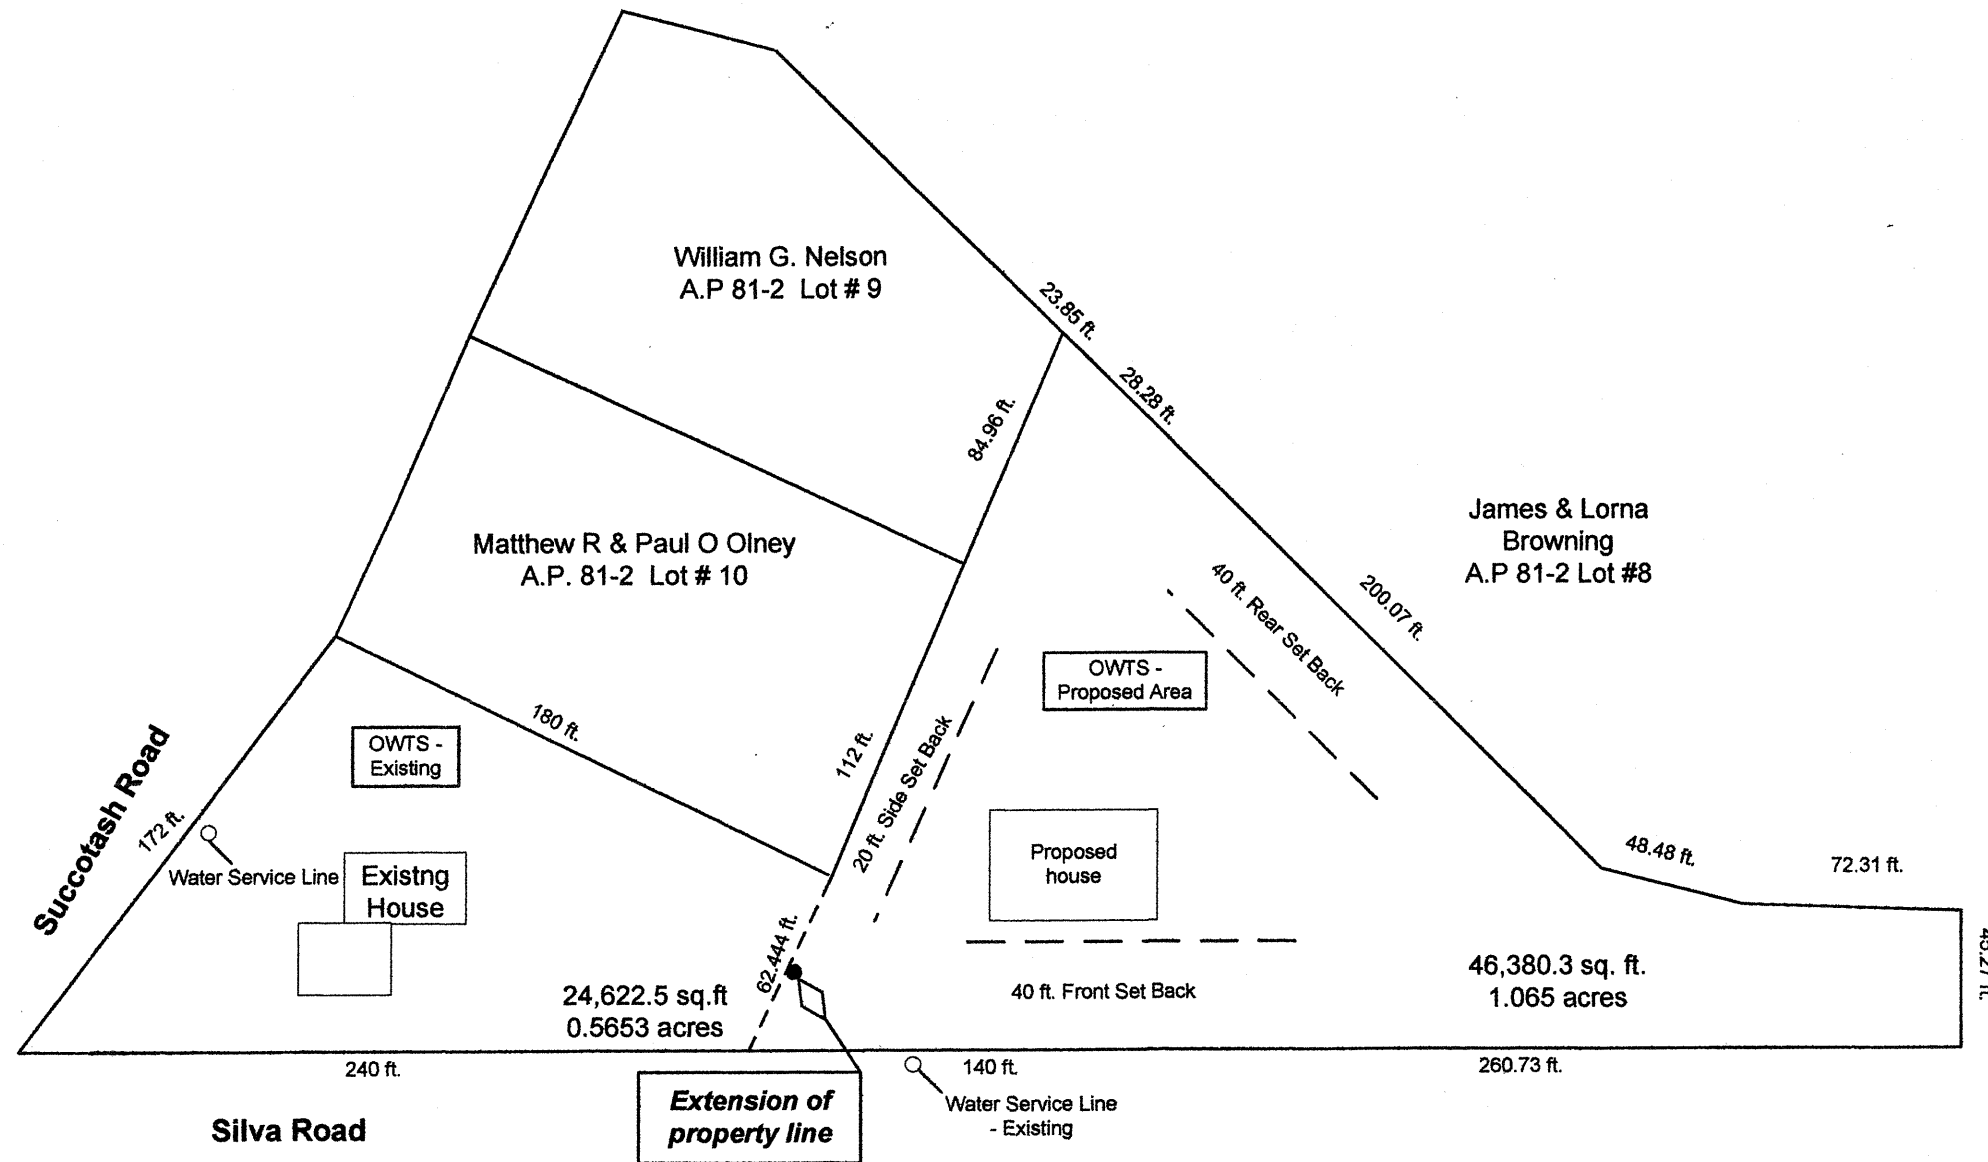 William G. Nelson
A.P 81-2 Lot # 9
23.85 ft.
28.28 ft.
84.96 ft.
James & Lorna
Browning
A.P 81-2 Lot #8
Matthew R & Paul O Olney
A.P. 81-2 Lot # 10
40 ft. Rear Set Back
200.07 ft.
OWTS -
Proposed Area
180 ft.
OWTS -
Existing
112 ft.
20 ft. Side Set Back
Succotash Road
172 ft.
Water Service Line
Existng
House
Proposed
house
48.48 ft.
72.31 ft.
62.444 ft.
24,622.5 sq.ft
0.5653 acres
40 ft. Front Set Back
46,380.3 sq. ft.
1.065 acres
ft.
240 ft.
140 ft.
260.73 ft.
Silva Road
Extension of
property line
Water Service Line
- Existing